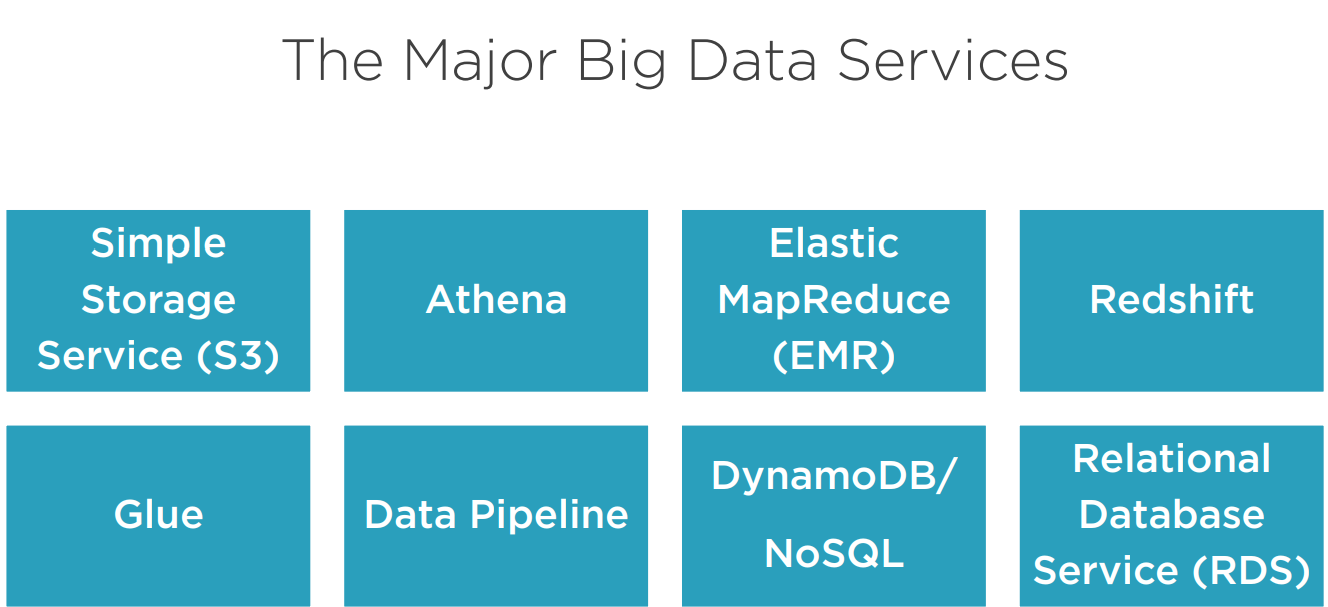 The Major Big Data Services
Simple
Storage
Service (S3)
Athena
Elastic
MapReduce
(EMR)
Redshift
Glue
Data Pipeline
DynamoDB/
NoSQL
Relational
Database
Service (RDS)